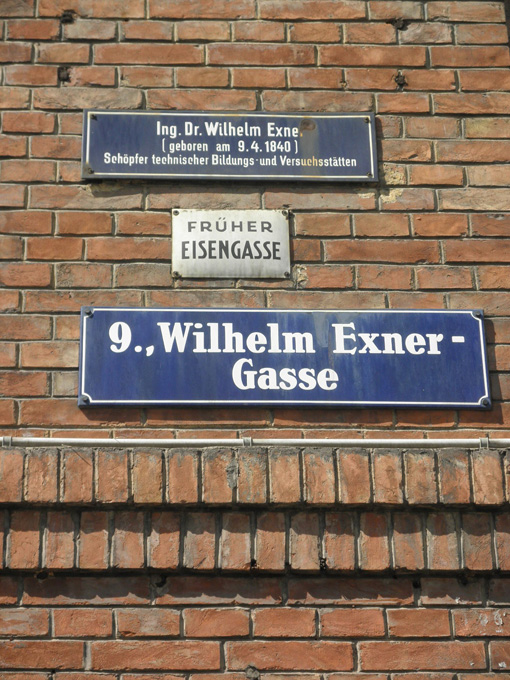 Ing. Dr. Wilhelm Exner
( geboren am 9.4. 1840 )
Schöpfer technischer Bildungs- und Versuchsstätten
FRÜHER
EISENGASSE
9., Wilhelm Exner-
Gasse